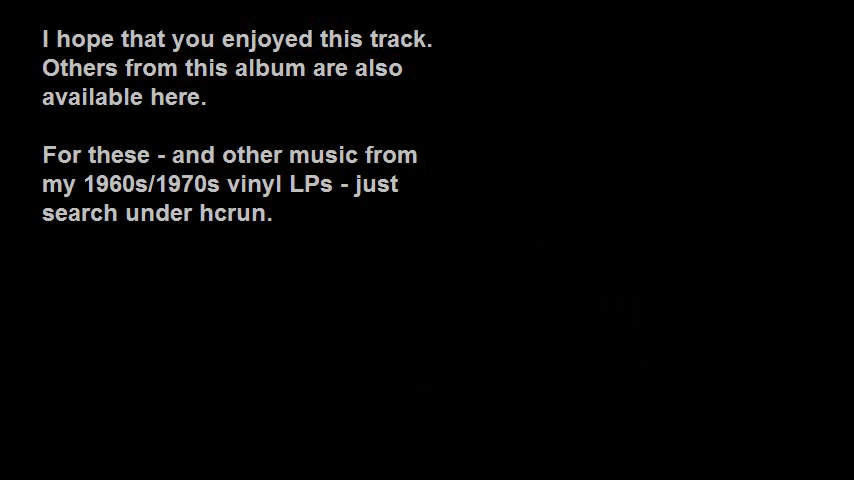 I hope that you enjoyed this track.
Others from this album are also
available here.
For these - and other music from
my 1960s/1970s vinyl LPs - just
search under hcrun.